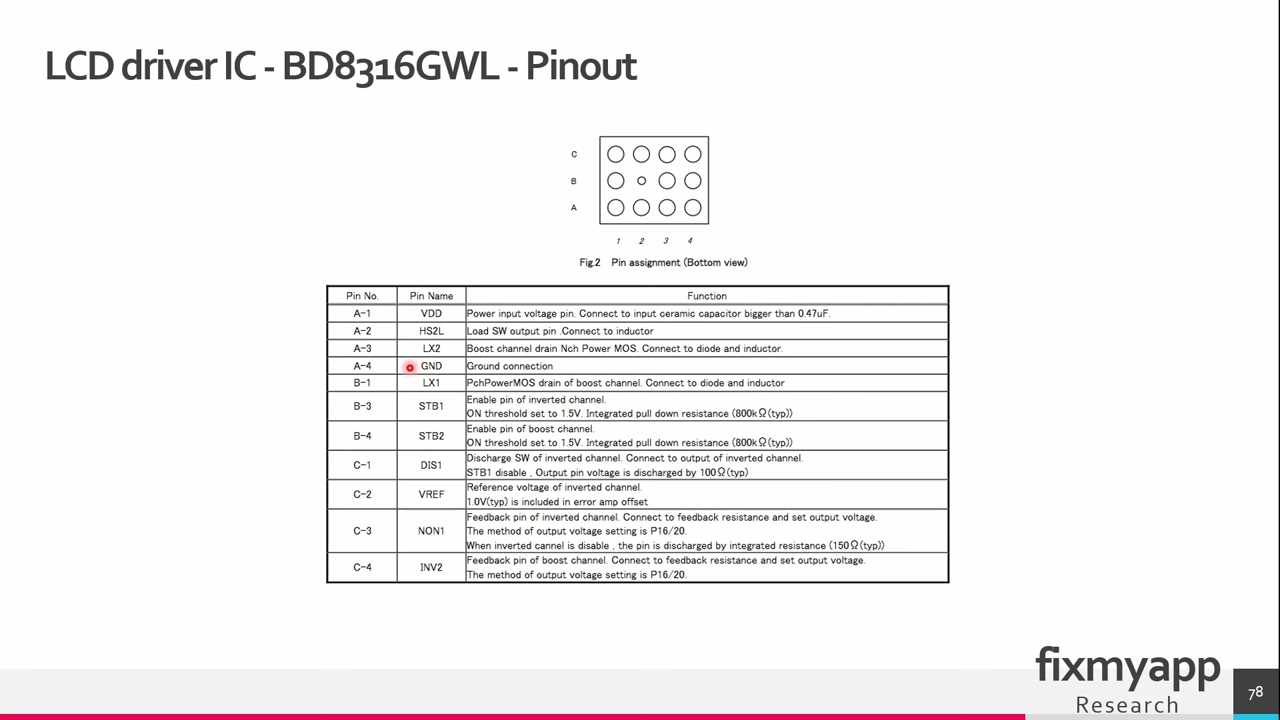 LCD driver IC - BD8316GWL - Pinout
C
B
A
1 2 3 4
Fig.2 Pin assignment (Bottom view)
Pin No. Pin Name Function
A-1 VDD Power input voltage pin. Connect to input ceramic capacitor bigger than 0.47uF.
A-2 HS2L Load SW output pin .Connect to inductor
A-3 LX2 Boost channel drain Nch Power MOS. Connect to diode and inductor.
A-4 GND Ground connection
B-1 LX1 PchPowerMOS drain of boost channel. Connect to diode and inductor
B-3 STB1 Enable pin of inverted channel.
ON threshold set to 1.5V. Integrated pull down resistance (800kΩ(typ))
B-4 STB2 Enable pin of boost channel.
ON threshold set to 1.5V. Integrated pull down resistance (800kΩ(typ))
C-1 DIS1 Discharge SW of inverted channel. Connect to output of inverted channel.
STB1 disable , Output pin voltage is discharged by 100Ω(typ)
C-2 VREF Reference voltage of inverted channel.
1.0V(typ) is included in error amp offset
C-3 NON1 Feedback pin of inverted channel. Connect to feedback resistance and set output voltage.
The method of output voltage setting is P16/20.
When inverted cannel is disable , the pin is discharged by integrated resistance (150Ω(typ))
C-4 INV2 Feedback pin of boost channel. Connect to feedback resistance and set output voltage.
The method of output voltage setting is P16/20.
fixmyapp
Research
78